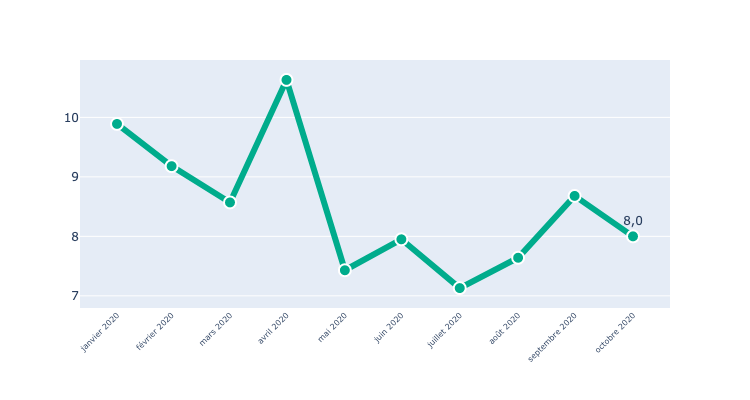 10
9
8
7
8,0
janvier 2020
février 2020
mars 2020
avril 2020
mai 2020
juin 2020
juillet 2020
août 2020
septembre 2020
octobre 2020